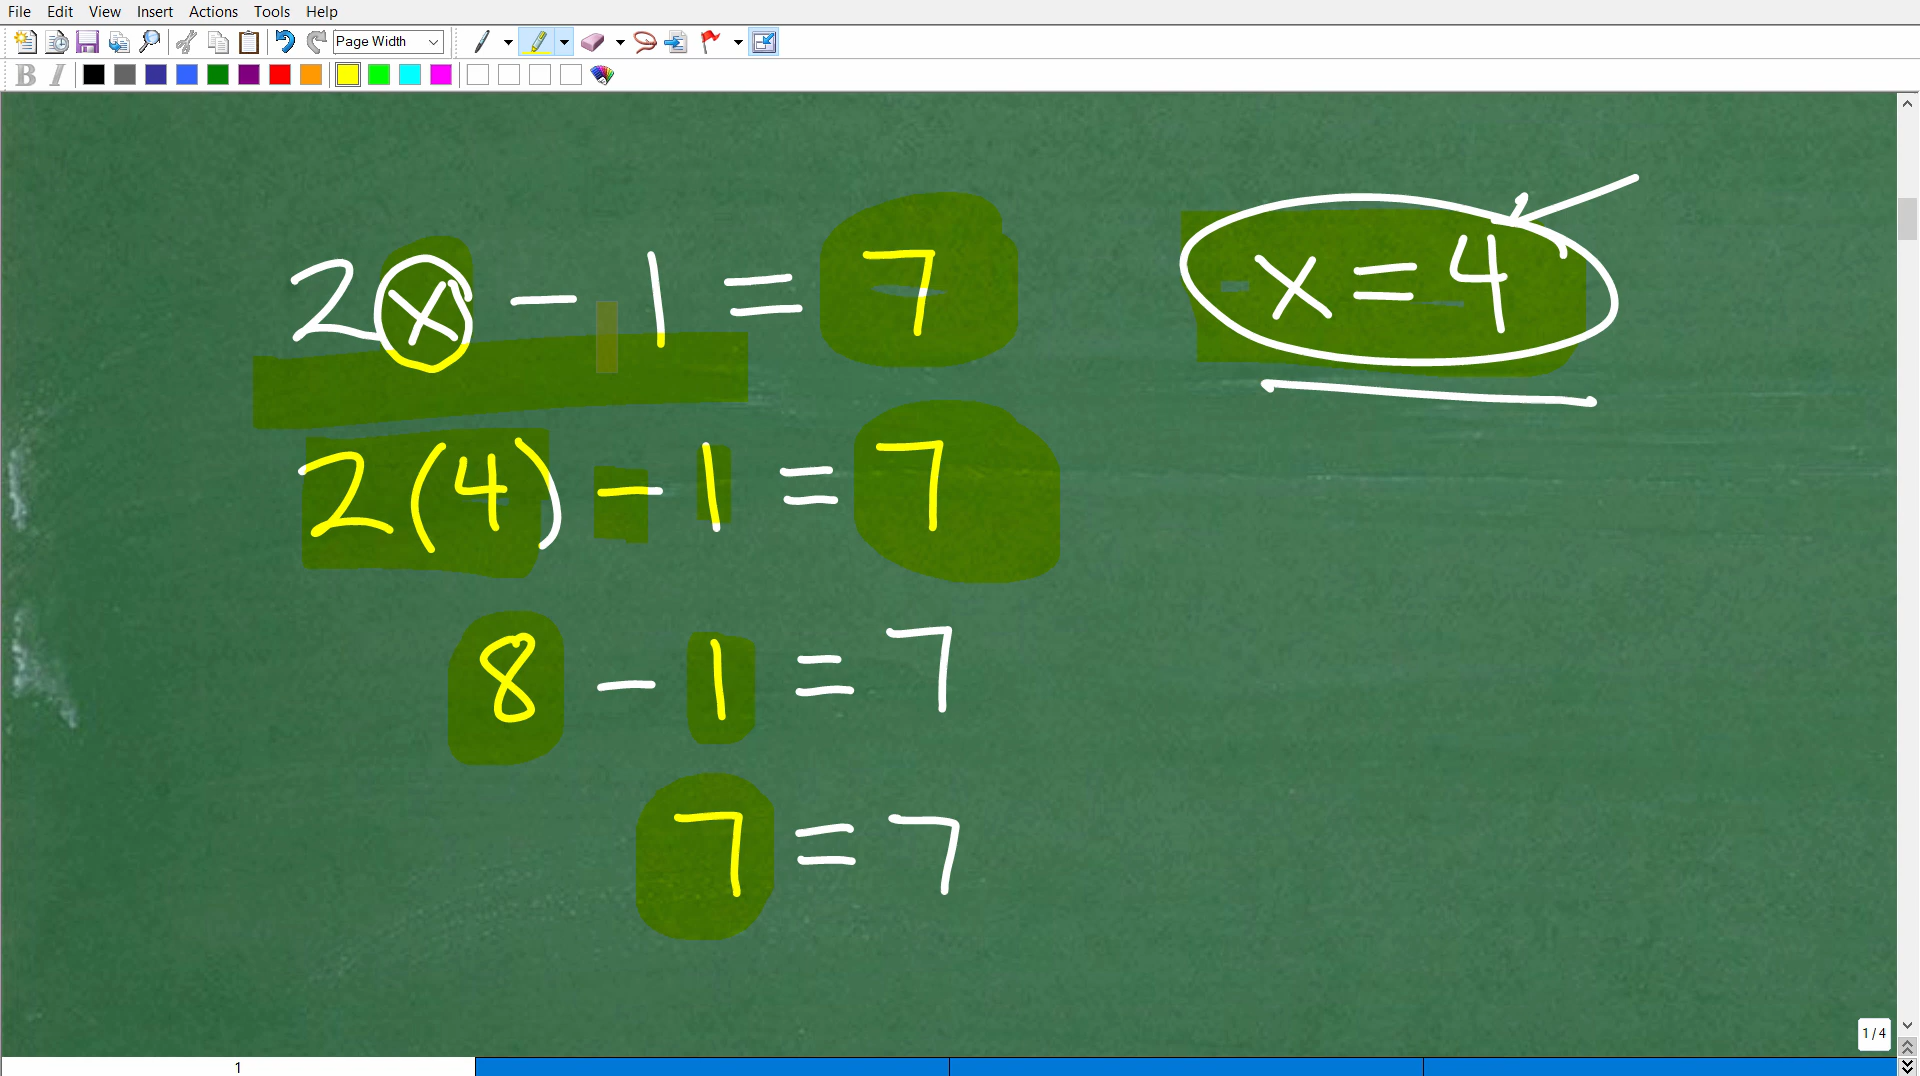 File Edit View Insert Actions Tools Help
Page Width
B I
2x - 1 = 7
x = 4
2(4) - 1 = 7
8 - 1 = 7
7 = 7
1 / 4
1